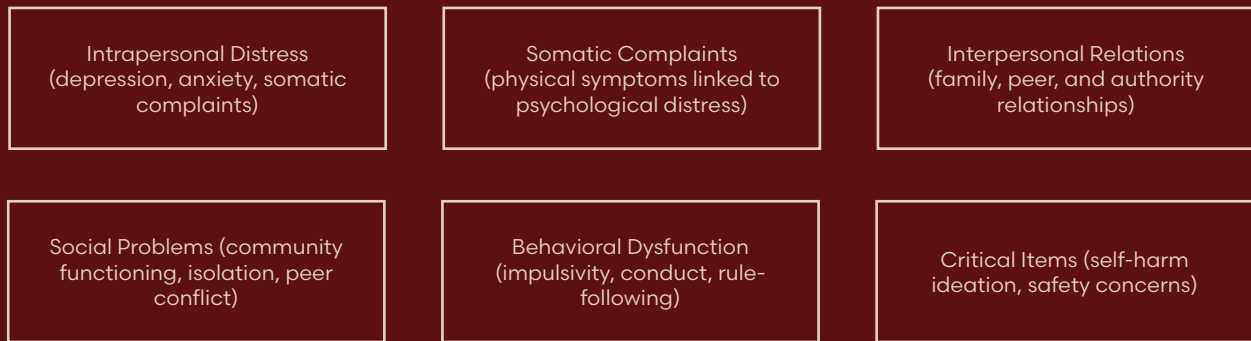 Intrapersonal Distress
(depression, anxiety, somatic
complaints)
Somatic Complaints
(physical symptoms linked to
psychological distress)
Interpersonal Relations
(family, peer, and authority
relationships)
Social Problems (community
functioning, isolation, peer
conflict)
Behavioral Dysfunction
(impulsivity, conduct, rule-
following)
Critical Items (self-harm
ideation, safety concerns)